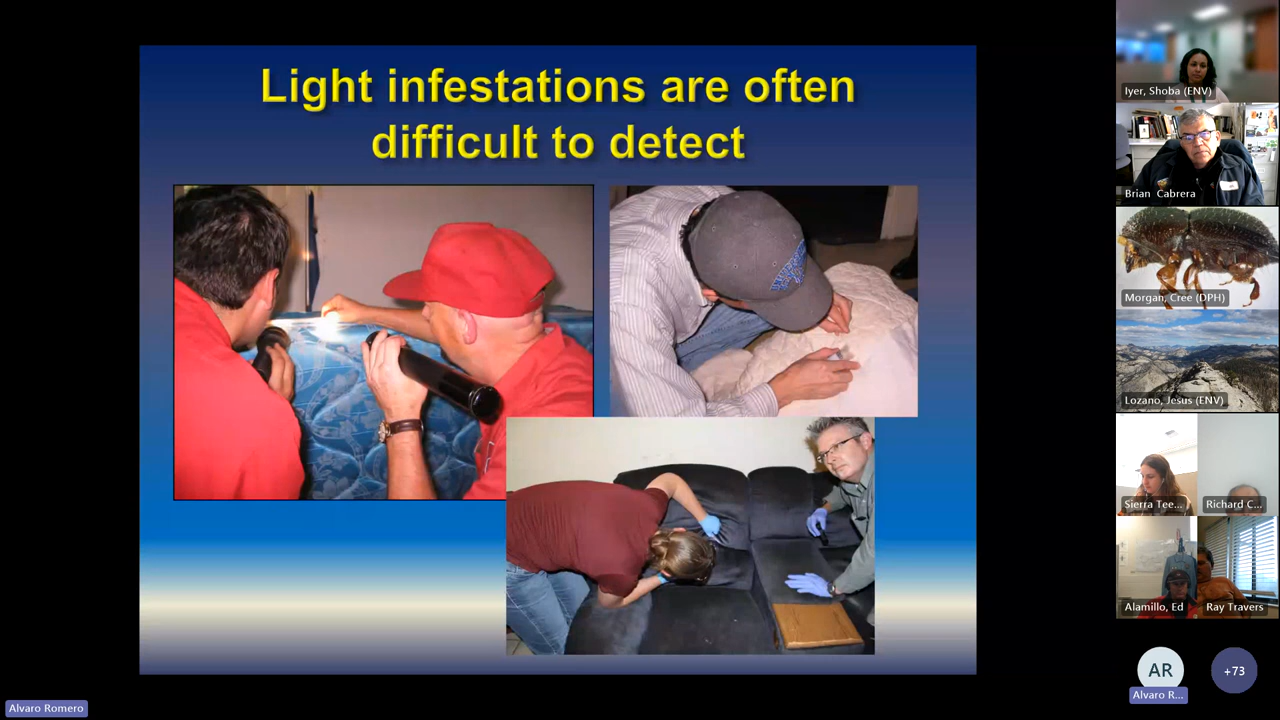 Light infestations are often
difficult to detect
Iyer, Shoba (ENV)
Brian Cabrera
Morgan, Cree (DPH)
Lozano, Jesus (ENV)
Sierra Tee...
Richard C...
Alamillo, Ed
Ray Travers
AR
+73
Alvaro R...
Alvaro Romero